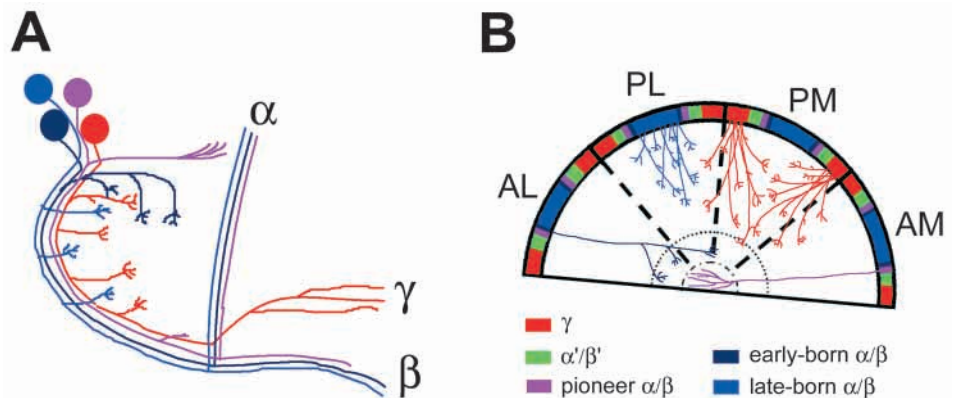 A
α
γ
β
B
PL
PM
AL
AM
γ
α'/β'
pioneer α/β
early-born α/β
late-born α/β